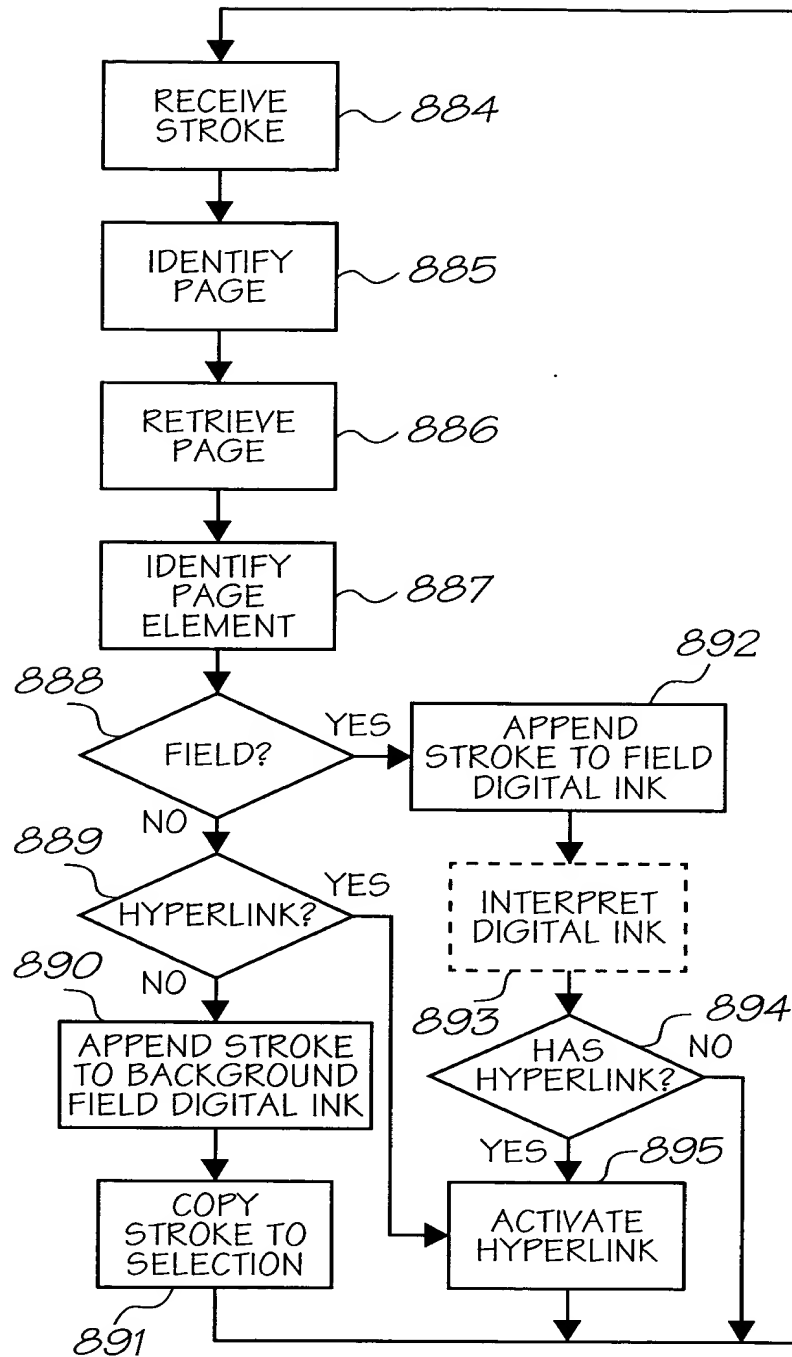 RECEIVE
STROKE
884
IDENTIFY
PAGE
885
RETRIEVE
PAGE
886
IDENTIFY
PAGE
ELEMENT
887
888
FIELD?
YES
NO
892
APPEND
STROKE TO FIELD
DIGITAL INK
889
HYPERLINK?
YES
NO
INTERPRET
DIGITAL INK
893
890
APPEND STROKE
TO BACKGROUND
FIELD DIGITAL INK
894
HAS
HYPERLINK?
NO
YES
895
COPY
STROKE TO
SELECTION
891
ACTIVATE
HYPERLINK